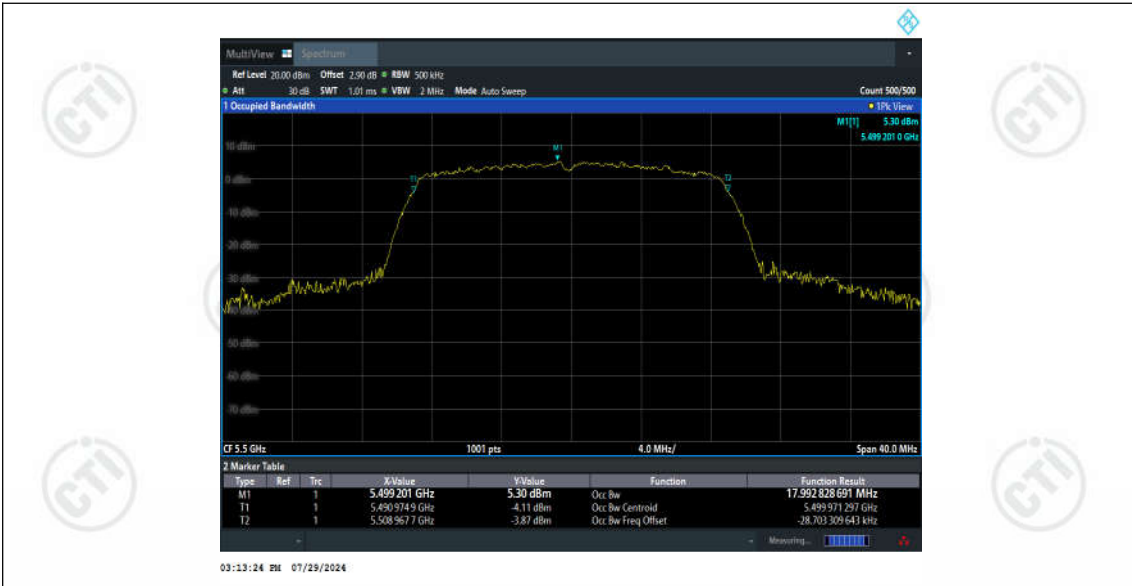 MultiView Spectrum
Ref Level 20.00 dBm Offset 2.90 dB RBW 500 kHz
Att 30 dB SWT 1.01 ms VBW 2 MHz Mode Auto Sweep Count 500/500
1 Occupied Bandwidth 1Pk View
M1[1] 5.30 dBm
5.499 201 0 GHz
10 dBm
M1
0 dBm
T1
T2
-10 dBm
-20 dBm
-30 dBm
-40 dBm
-50 dBm
-60 dBm
-70 dBm
CF 5.5 GHz 1001 pts 4.0 MHz/ Span 40.0 MHz
2 Marker Table
Type Ref Trc X-Value Y-Value Function Function Result
M1 1 5.499 201 GHz 5.30 dBm Occ Bw 17.992 828 691 MHz
T1 1 5.490 974 9 GHz -4.11 dBm Occ Bw Centroid 5.499 971 297 GHz
T2 1 5.508 967 7 GHz -3.87 dBm Occ Bw Freq Offset -28.703 309 643 kHz
Measuring...
03:13:24 PM 07/29/2024
CTI
CTI
CTI
CTI